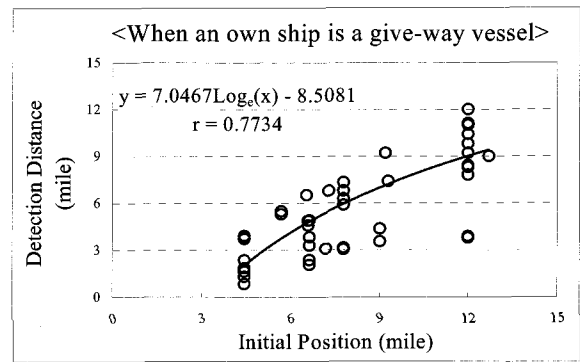 <When an own ship is a give-way vessel>
15
y = 7.0467Logₑ(x) - 8.5081
r = 0.7734
12
9
6
3
0
Detection Distance
(mile)
0 3 6 9 12 15
Initial Position (mile)